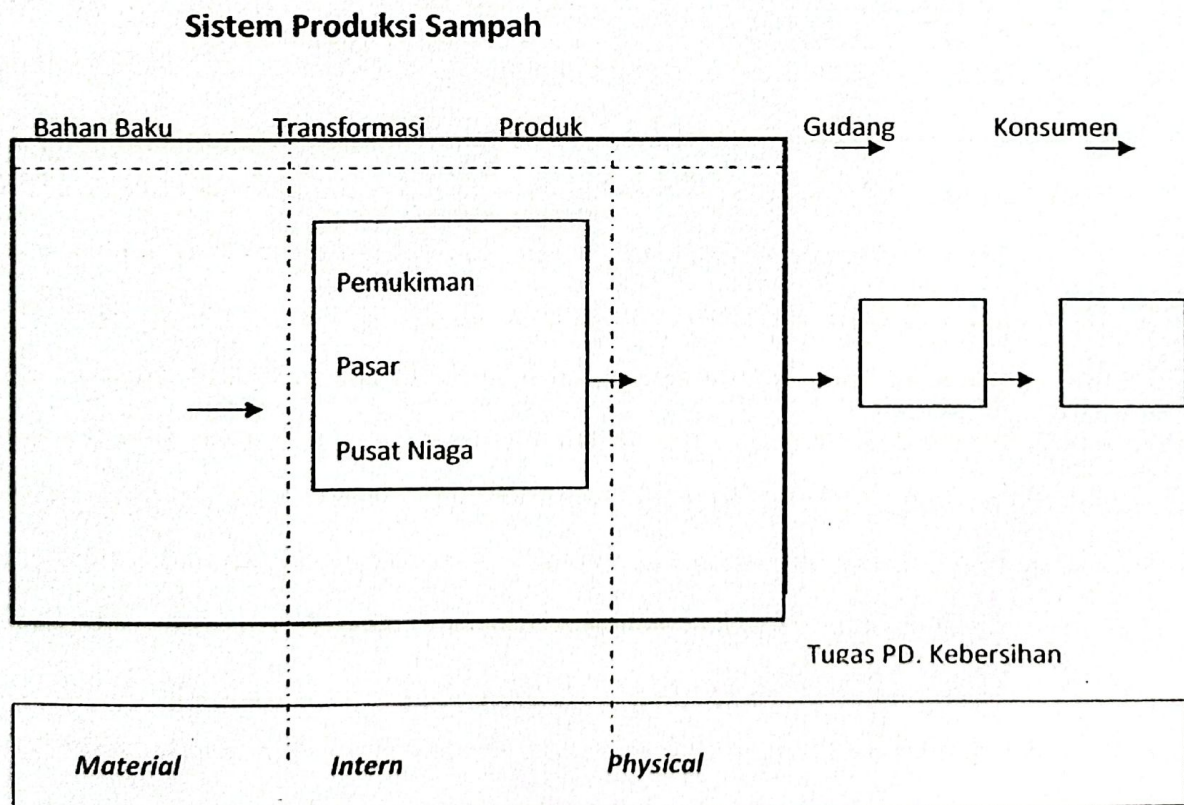 Sistem Produksi Sampah
Bahan Baku Transformasi Produk Gudang Konsumen
Pemukiman
Pasar
Pusat Niaga
Tugas PD. Kebersihan
Material Intern Physical